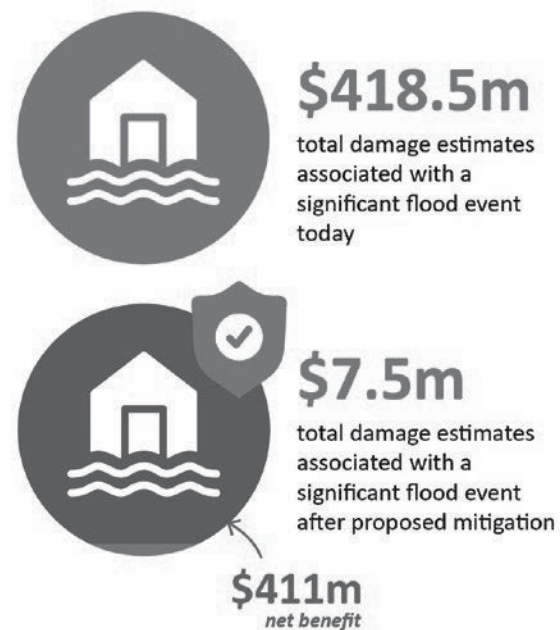 $418.5m
total damage estimates
associated with a
significant flood event
today
$7.5m
total damage estimates
associated with a
significant flood event
after proposed mitigation
$411m
net benefit